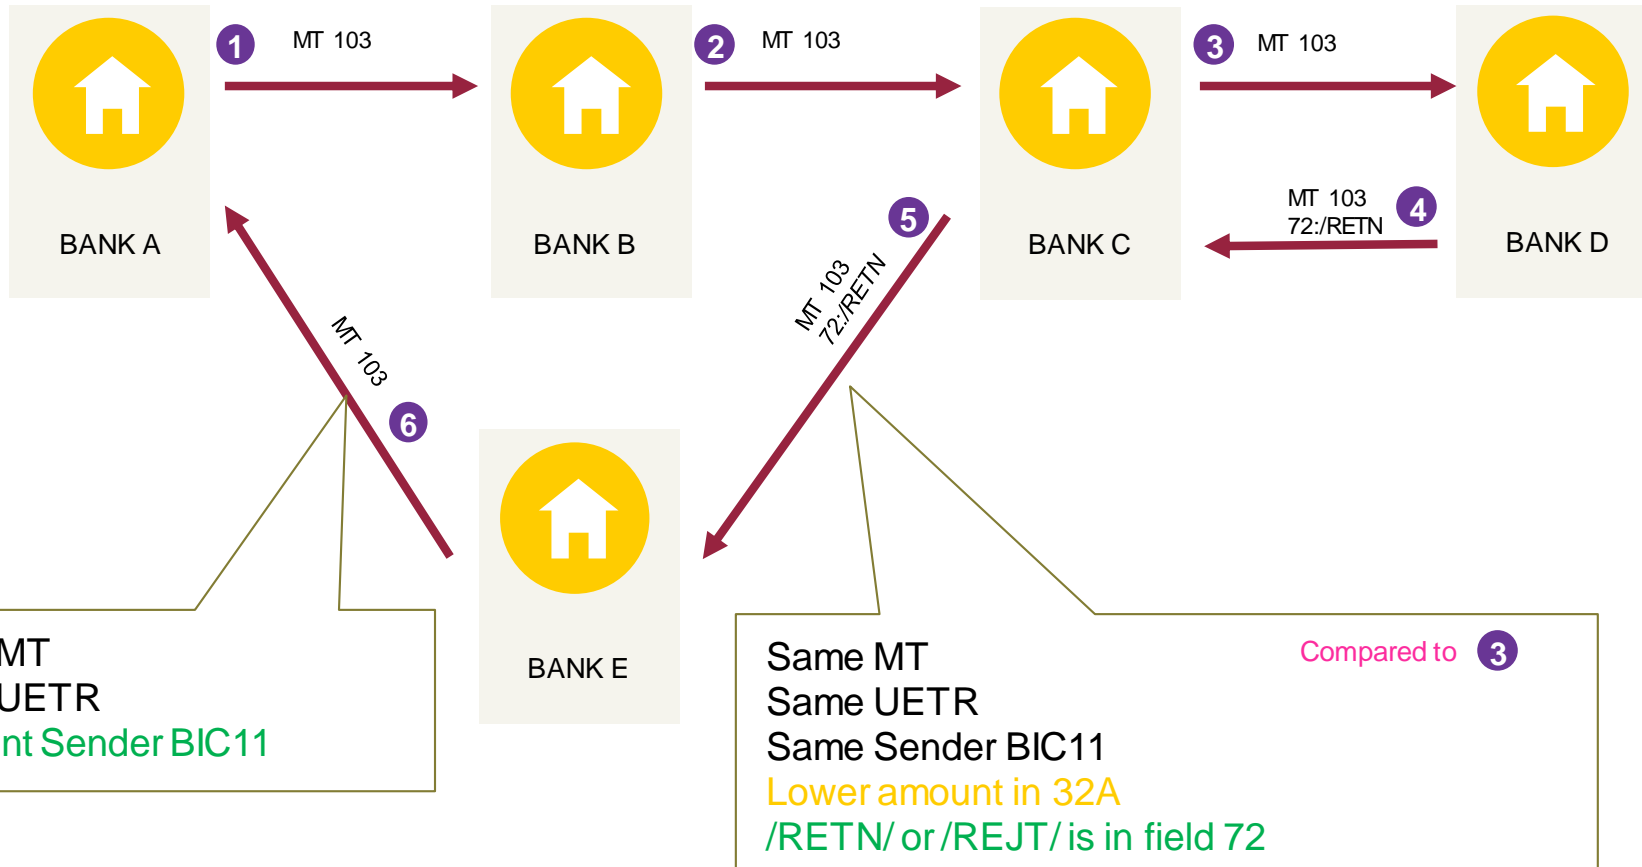 1 MT 103
2 MT 103
3 MT 103
BANK A
BANK B
BANK C
BANK D
MT 103
72:/RETN
4
5
MT 103
72:/RETN
MT 103
6
BANK E
MT
UETR
nt Sender BIC11
Same MT
Compared to 3
Same UETR
Same Sender BIC11
Lower amount in 32A
/RETN/ or /REJT/ is in field 72